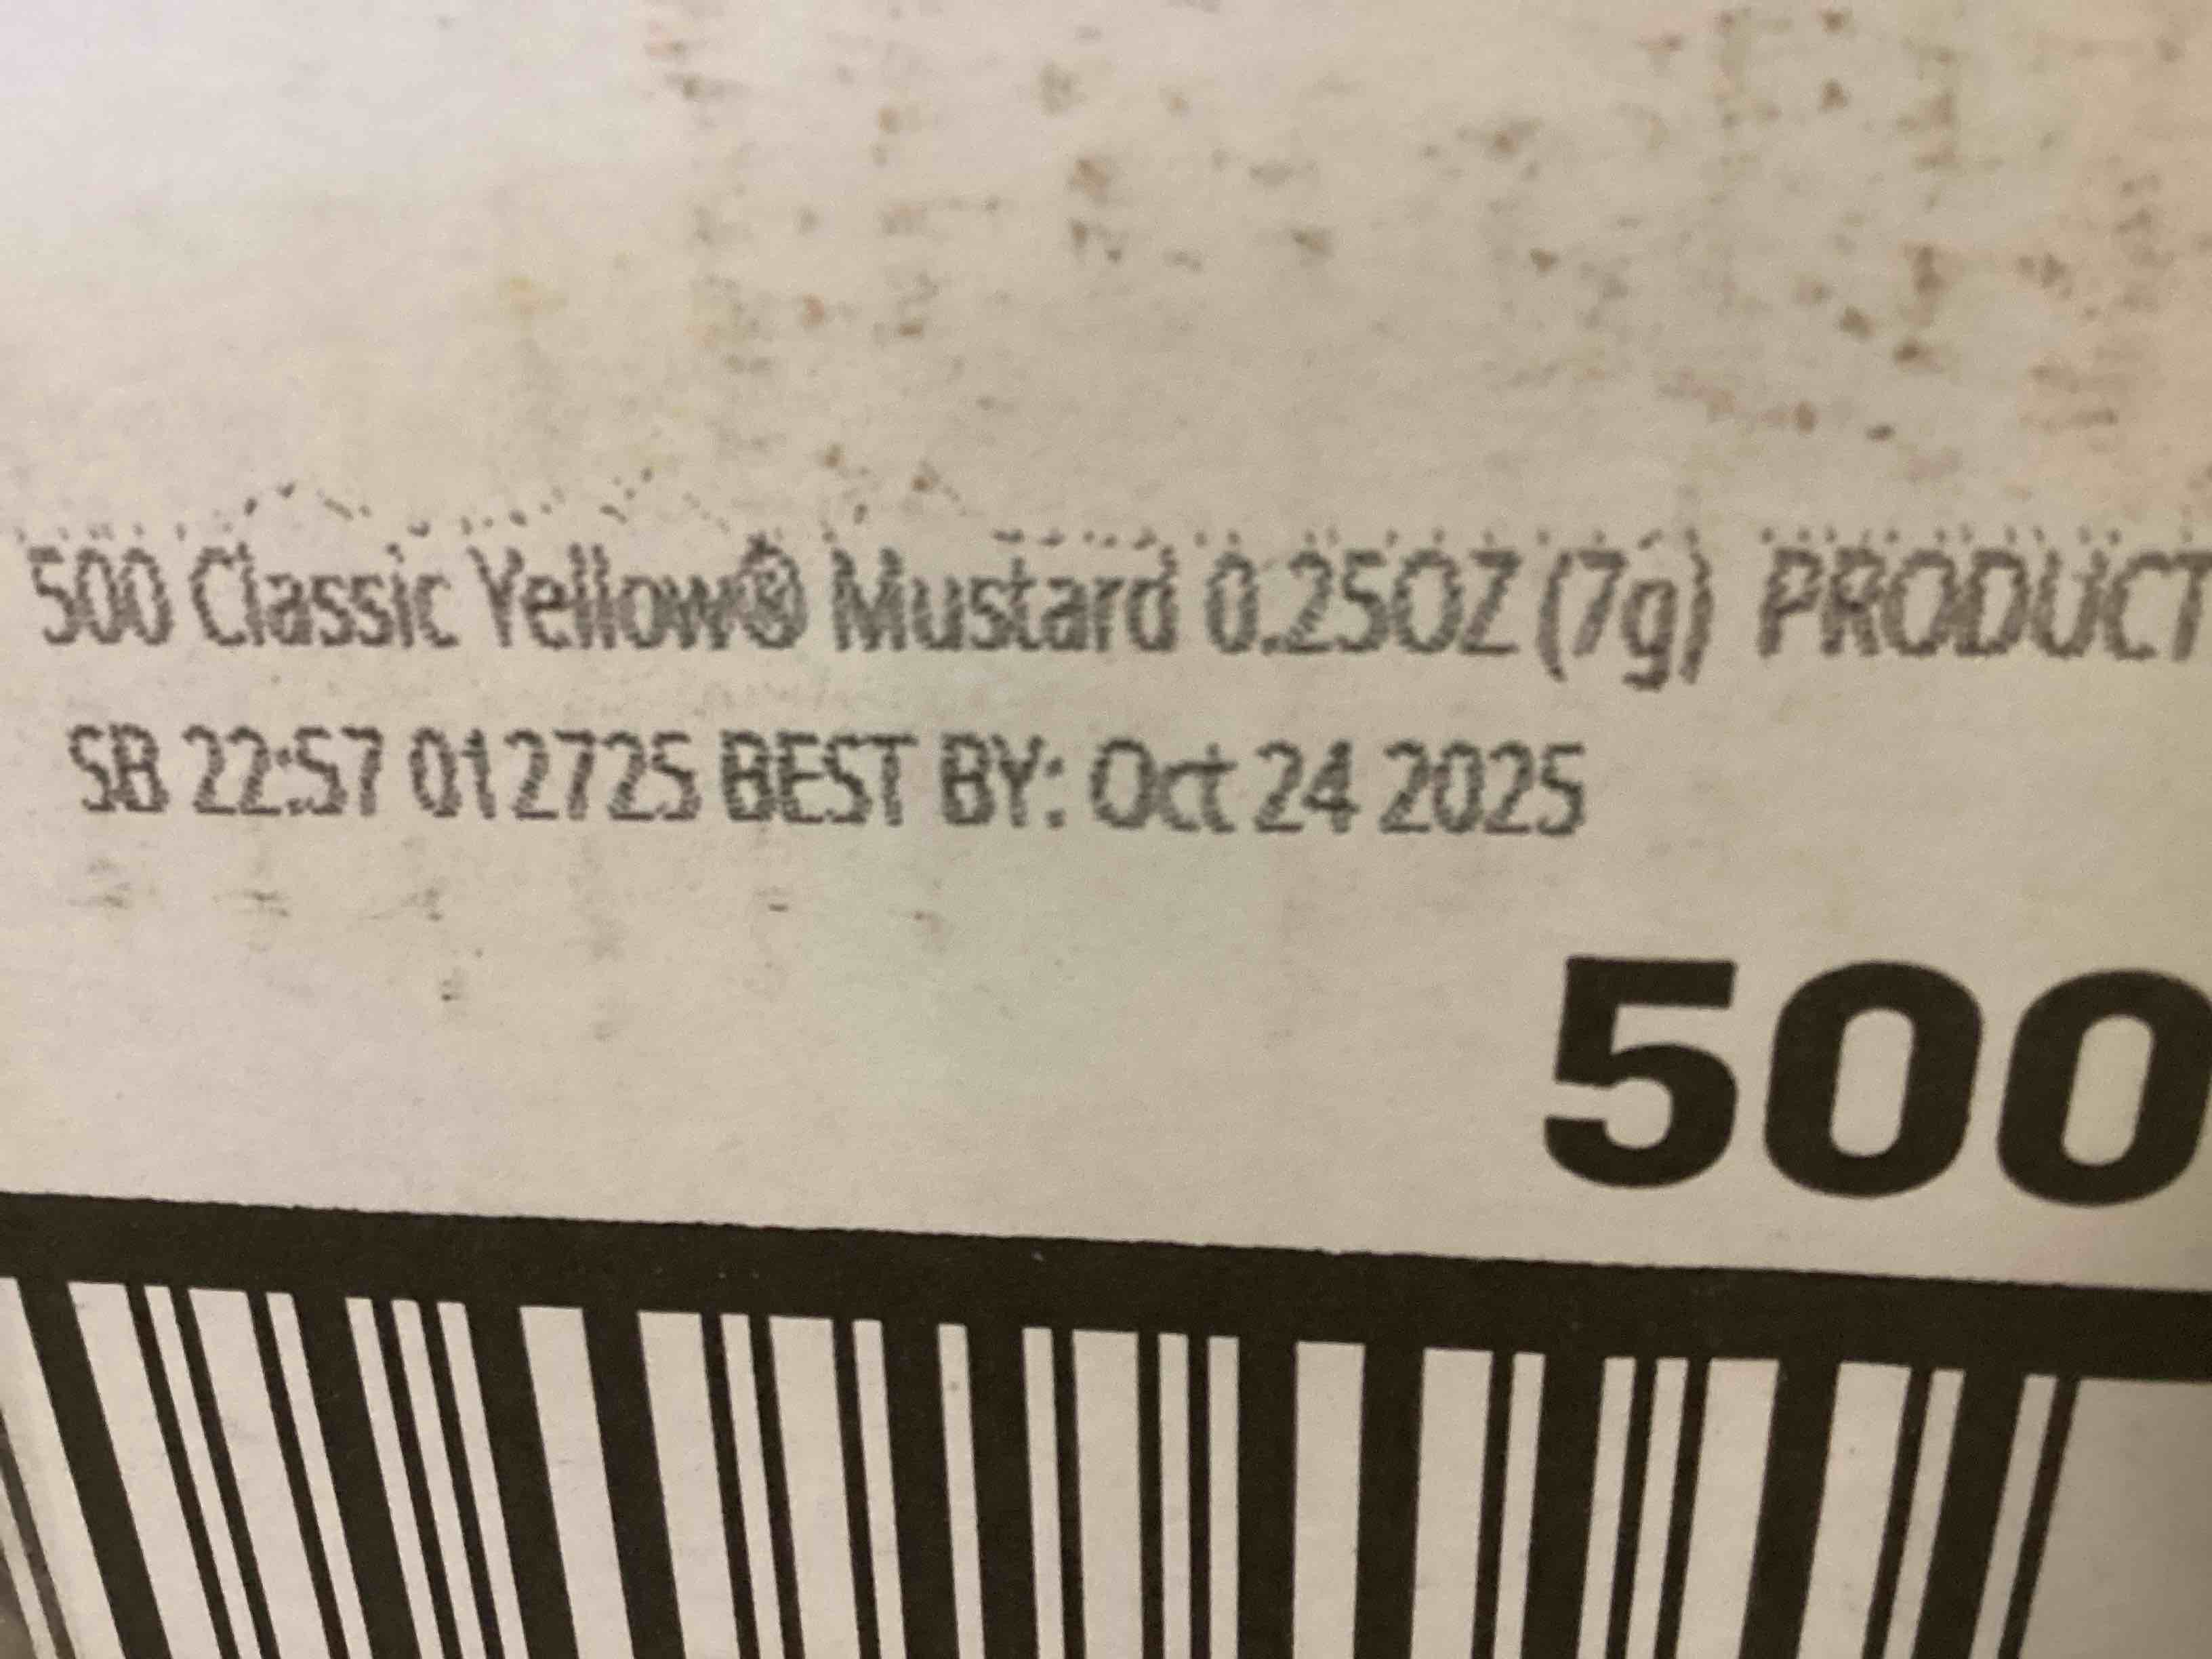 500 Classic Yellow® Mustard 0.25OZ (7g) PRODUCT
SB 22:57 012725 BEST BY: Oct 24 2025
500